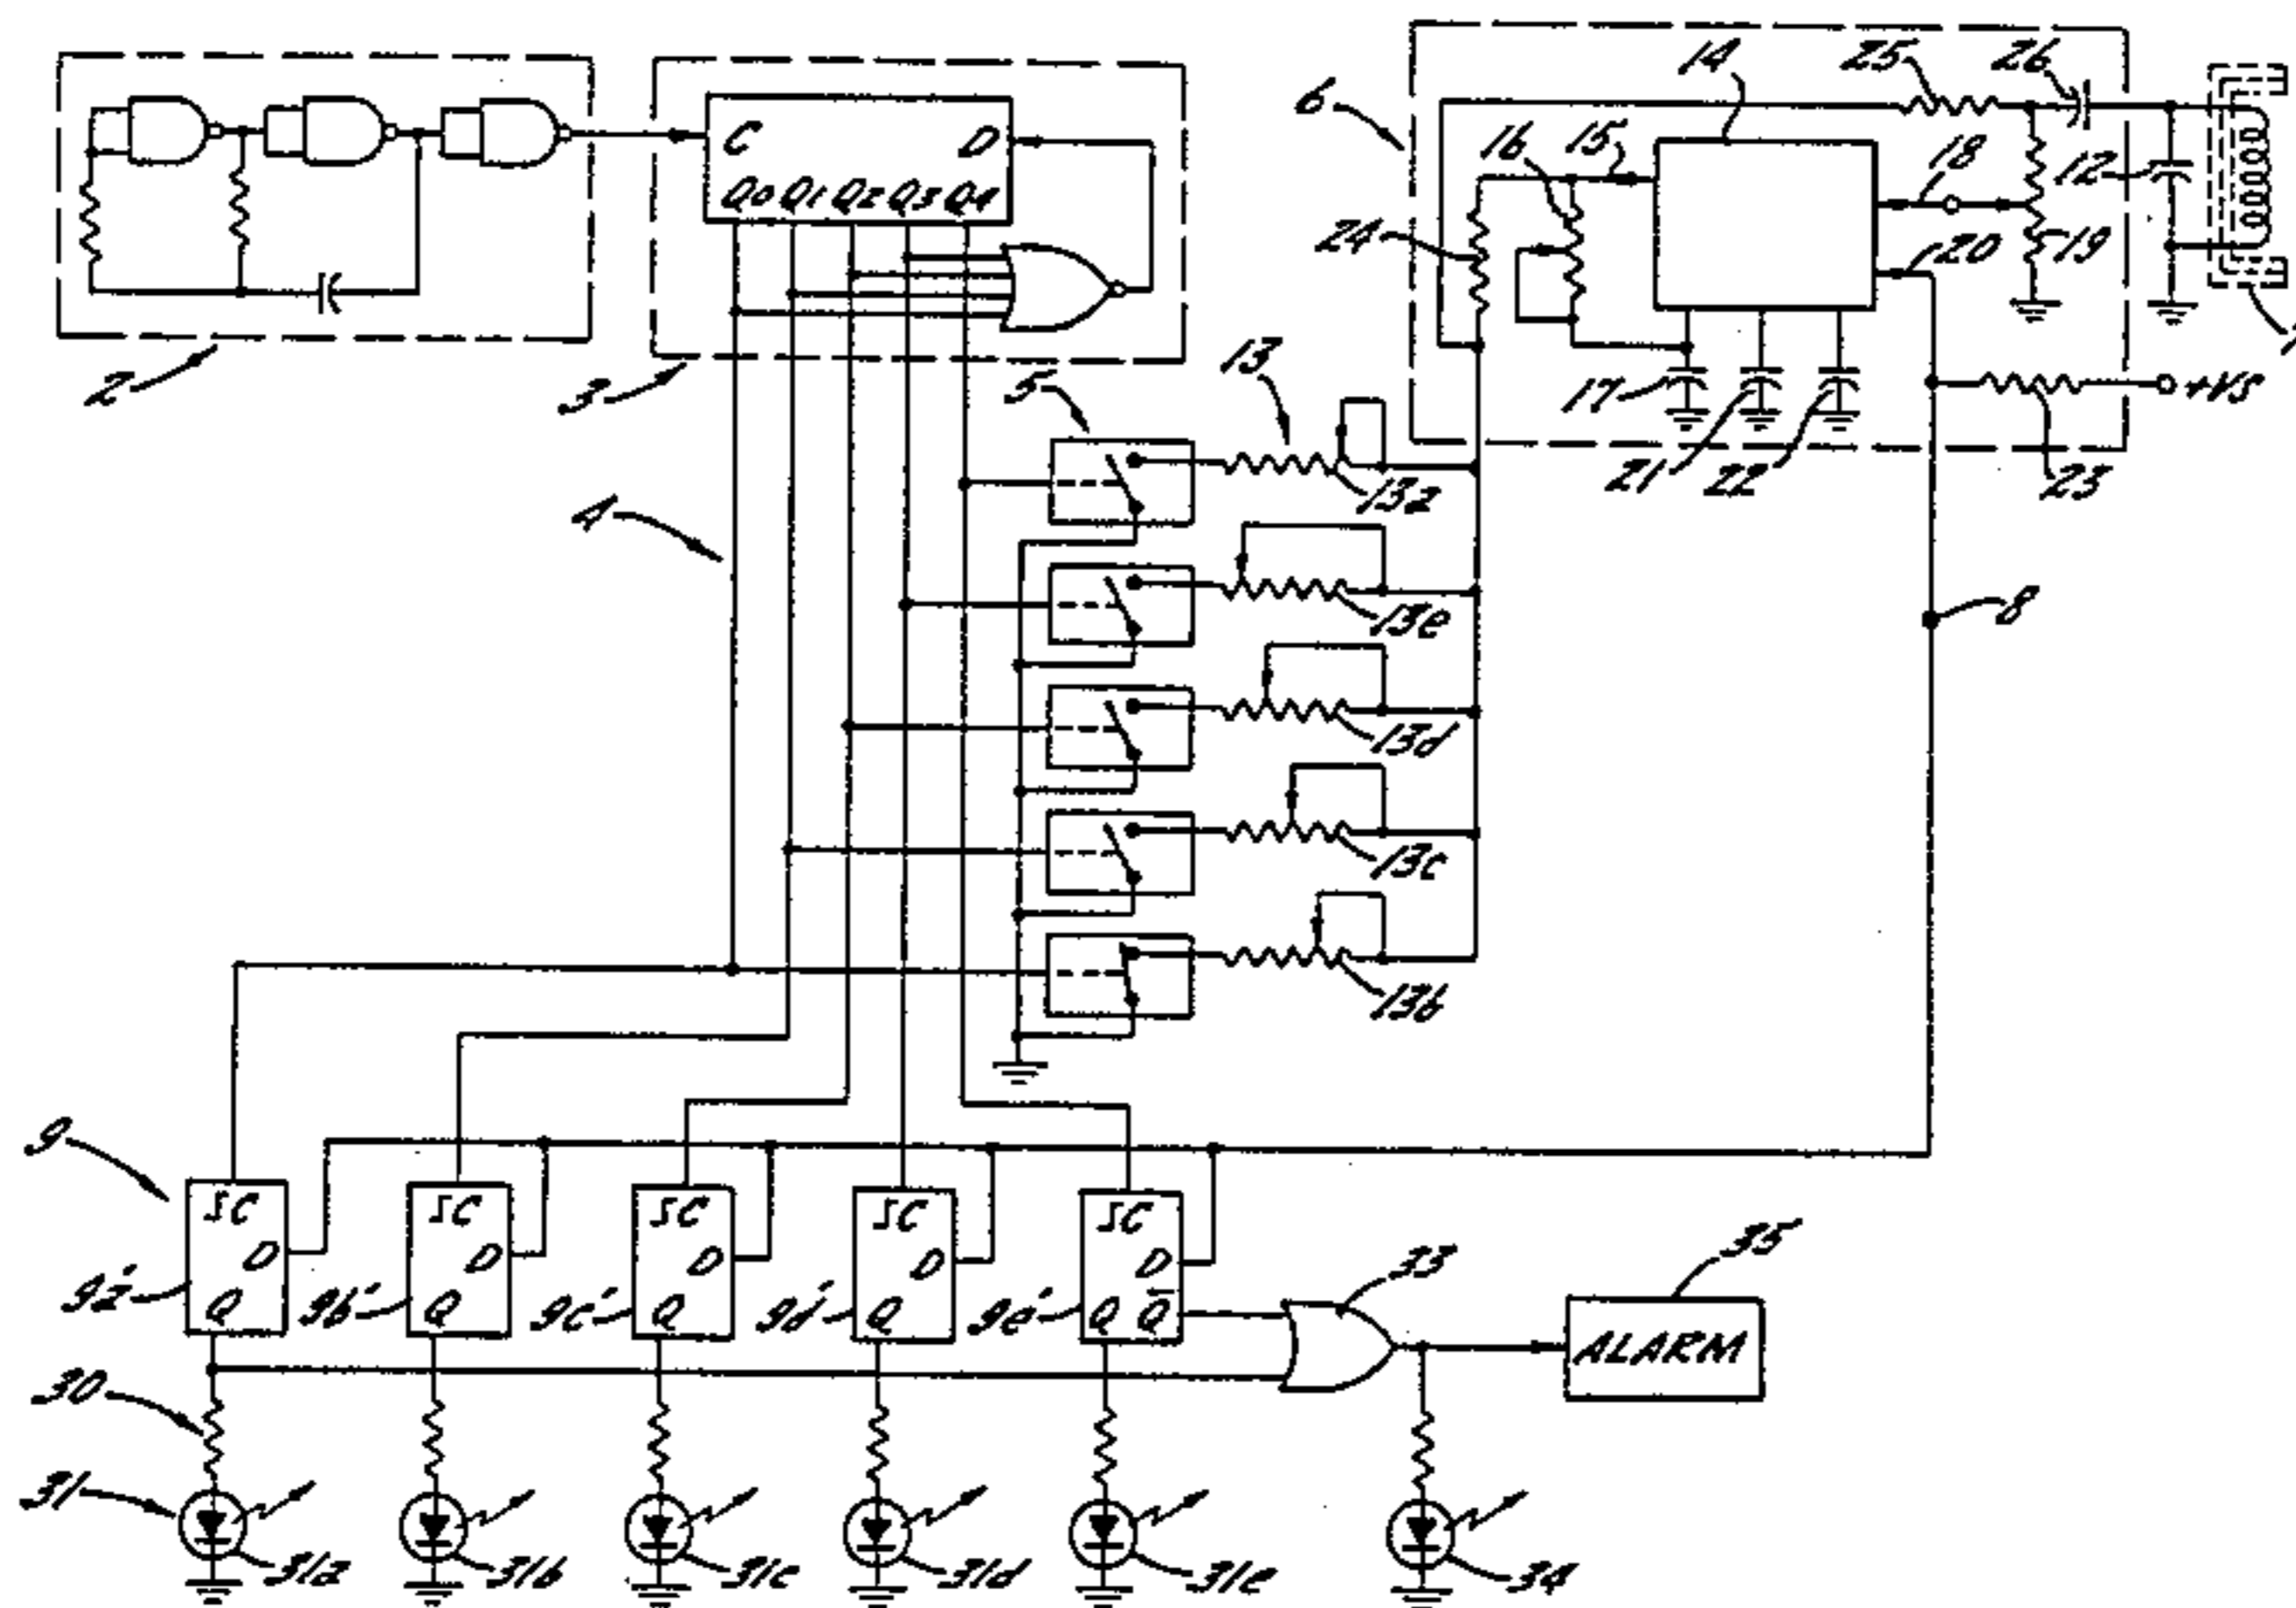 2
C
D
Q0 Q1 Q2 Q3 Q4
3
4
5
6
14
25
26
16
15
18
12
24
19
20
17
21
22
23
+VS
13
13a
13e
13d
13c
13b
8
9
SC
D
Q
9a'
SC
D
Q
9b'
SC
D
Q
9c'
SC
D
Q
9d'
SC
D
Q Q̅
9e'
33
35
ALARM
30
31
31a
31b
31c
31d
31e
34